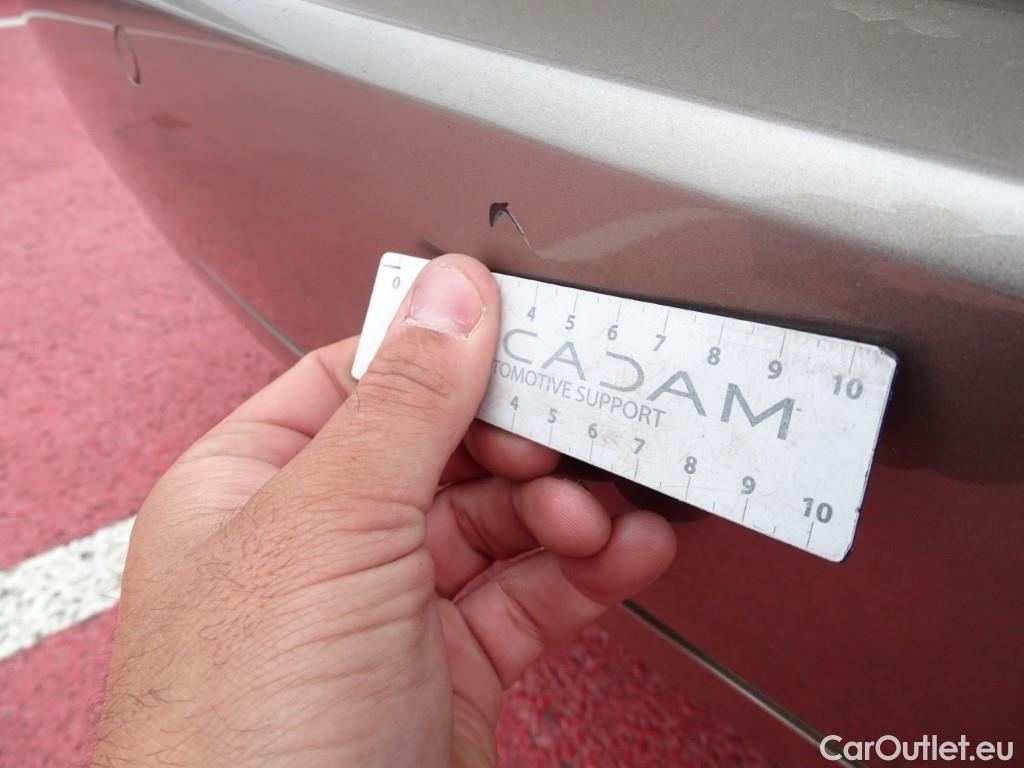 0 4 5 6 7 8 9 10
CADAM
TOMOTIVE SUPPORT
4 5 6 7 8 9 10
CarOutlet.eu